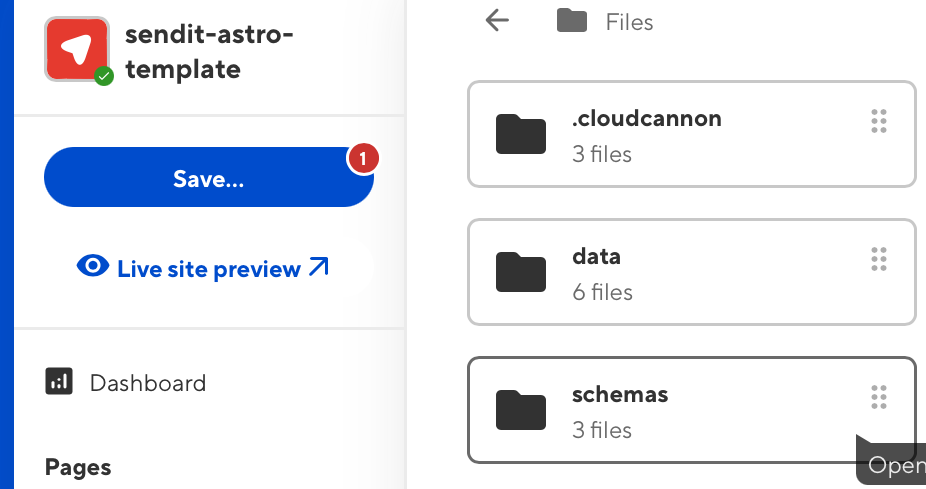 sendit-astro-
template
Save...
1
Live site preview
Dashboard
Pages
Files
.cloudcannon
3 files
data
6 files
schemas
3 files
Open